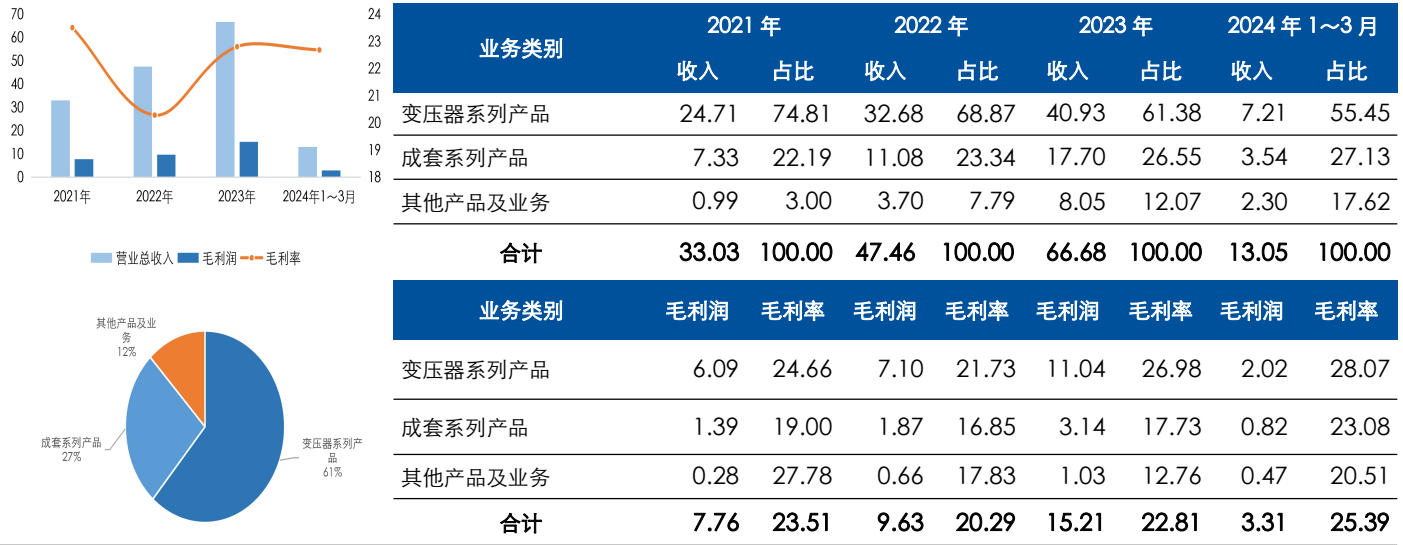 70
60
50
40
30
20
10
0
24
23
22
21
20
19
18
2021年 2022年 2023年 2024年1～3月
营业总收入 毛利润 毛利率
其他产品及业
务
12%
成套系列产品
27%
变压器系列产
品
61%
业务类别 2021 年 2022 年 2023 年 2024 年 1～3 月
收入 占比 收入 占比 收入 占比 收入 占比
变压器系列产品 24.71 74.81 32.68 68.87 40.93 61.38 7.21 55.45
成套系列产品 7.33 22.19 11.08 23.34 17.70 26.55 3.54 27.13
其他产品及业务 0.99 3.00 3.70 7.79 8.05 12.07 2.30 17.62
合计 33.03 100.00 47.46 100.00 66.68 100.00 13.05 100.00
业务类别 毛利润 毛利率 毛利润 毛利率 毛利润 毛利率 毛利润 毛利率
变压器系列产品 6.09 24.66 7.10 21.73 11.04 26.98 2.02 28.07
成套系列产品 1.39 19.00 1.87 16.85 3.14 17.73 0.82 23.08
其他产品及业务 0.28 27.78 0.66 17.83 1.03 12.76 0.47 20.51
合计 7.76 23.51 9.63 20.29 15.21 22.81 3.31 25.39